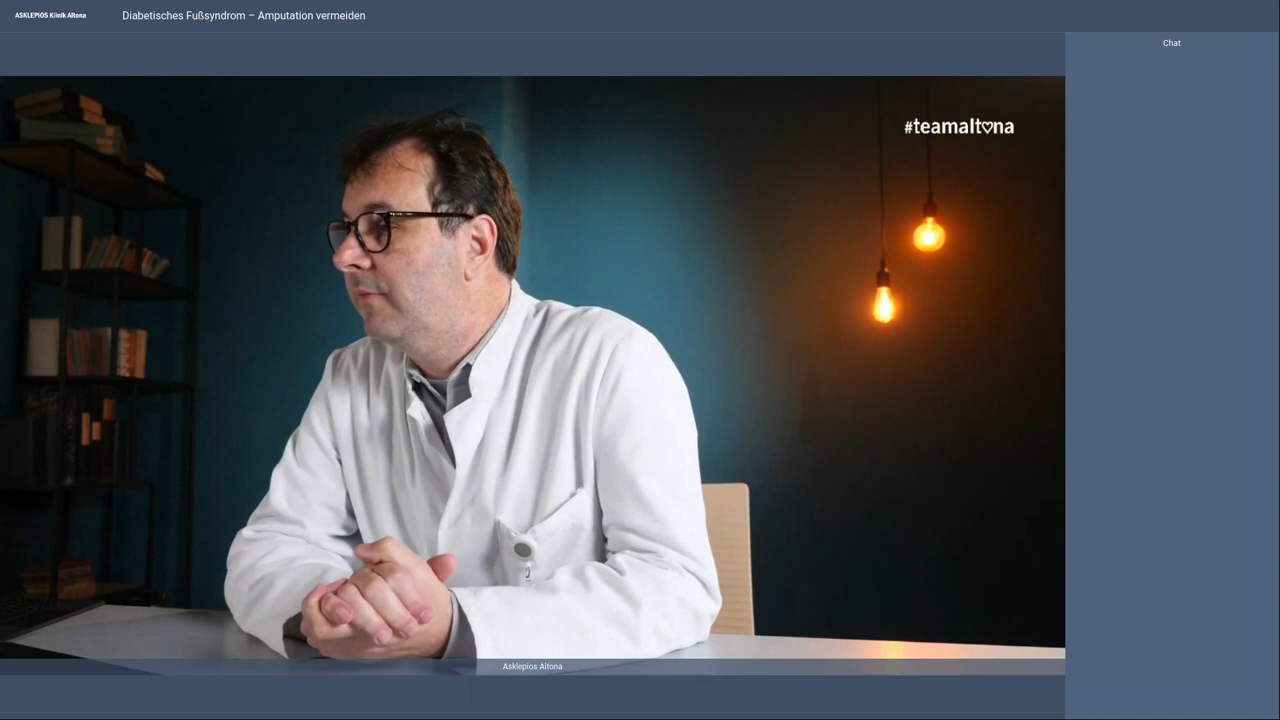 ASKLEPIOS Klinik Altona
Diabetisches Fußsyndrom – Amputation vermeiden
Chat
#teamaltona
Asklepios Altona